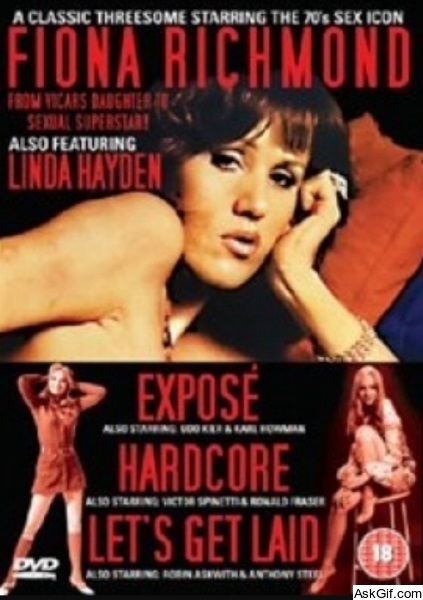 A CLASSIC THREESOME STARRING THE 70's SEX ICON
FIONA RICHMOND
FROM VICARS DAUGHTER TO
SEXUAL SUPERSTAR!
ALSO FEATURING
LINDA HAYDEN
EXPOSÉ
ALSO STARRING: UDO KIER & KARL HOWMAN
HARDCORE
ALSO STARRING: VICTOR SPINETTI & RONALD FRASER
LET'S GET LAID
ALSO STARRING: ROBIN ASKWITH & ANTHONY STEEL
DVD
18
AskGif.com